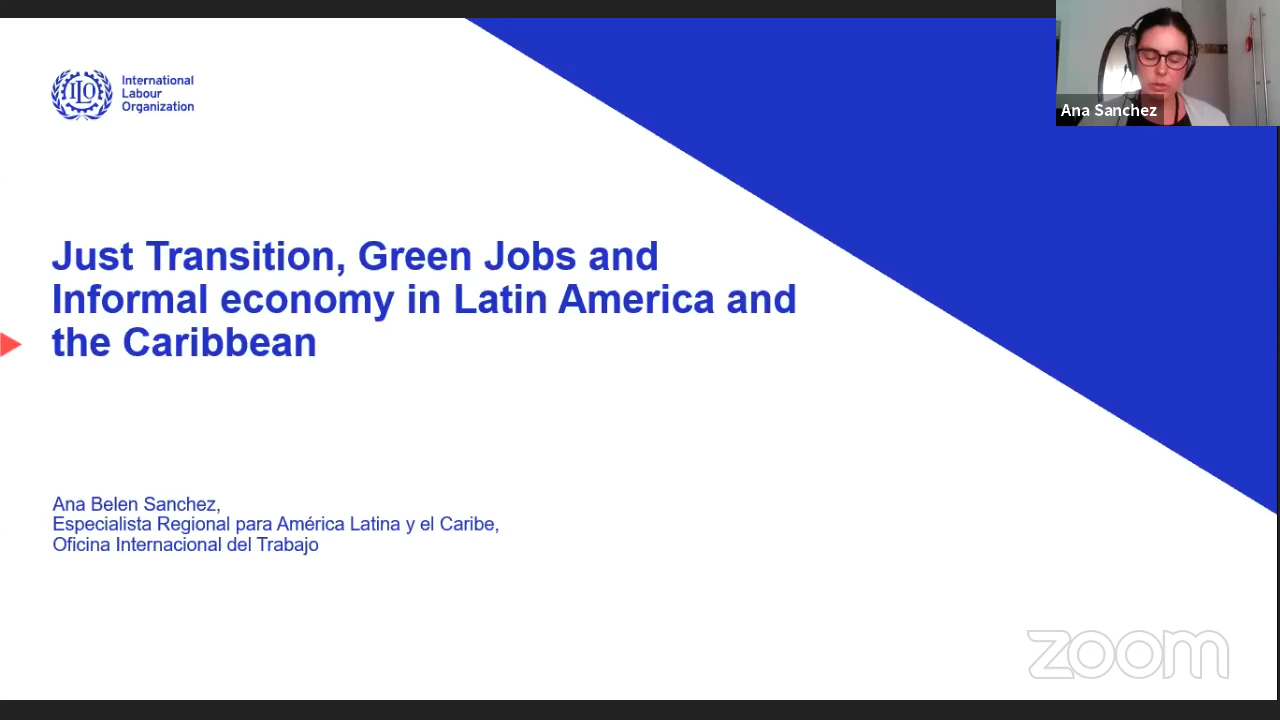 Ana Sanchez
ILO
International
Labour
Organization
Just Transition, Green Jobs and
Informal economy in Latin America and
the Caribbean
Ana Belen Sanchez,
Especialista Regional para América Latina y el Caribe,
Oficina Internacional del Trabajo
zoom